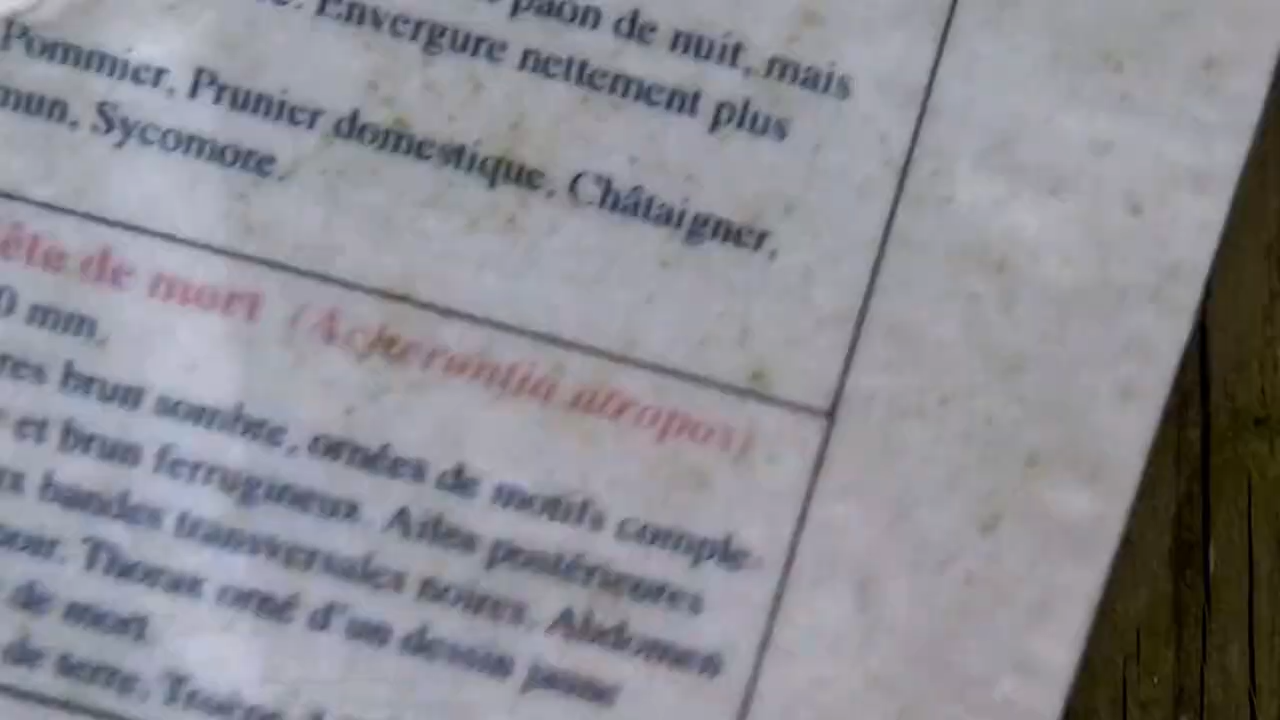 paon de nuit, mais
Envergure nettement plus
Pommier, Prunier domestique, Châtaigner,
mun, Sycomore.
ête de mort (Acherontia atropos)
0 mm.
res brun sombre, ornées de motifs comple-
et brun ferrugineux. Ailes postérieures
bandes transversales noires. Abdomen
Thorax orné d'un dessin jaune
de mort
de terre, Troène,